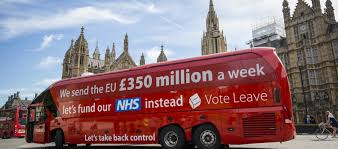 We send the EU £350 million a week
let's fund our NHS instead Vote Leave
Let's take back control